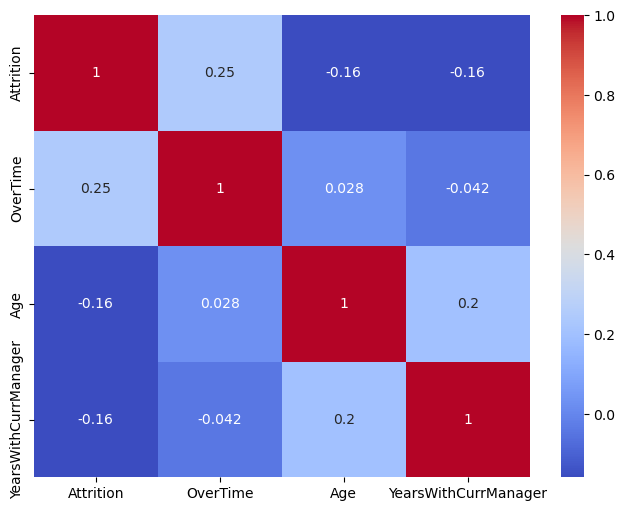 Attrition 1 0.25 -0.16 -0.16
OverTime 0.25 1 0.028 -0.042
Age -0.16 0.028 1 0.2
YearsWithCurrManager -0.16 -0.042 0.2 1
Attrition OverTime Age YearsWithCurrManager
1.0
0.8
0.6
0.4
0.2
0.0